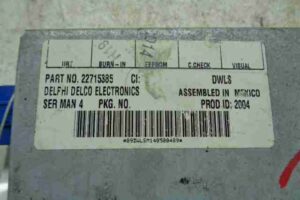 BURN-IN EEPROM C.CHECK VISUAL
PART NO. 22715385 CI: DWLS
DELPHI DELCO ELECTRONICS ASSEMBLED IN MEXICO
SER MAN 4 PKG. NO. PROD ID: 2004